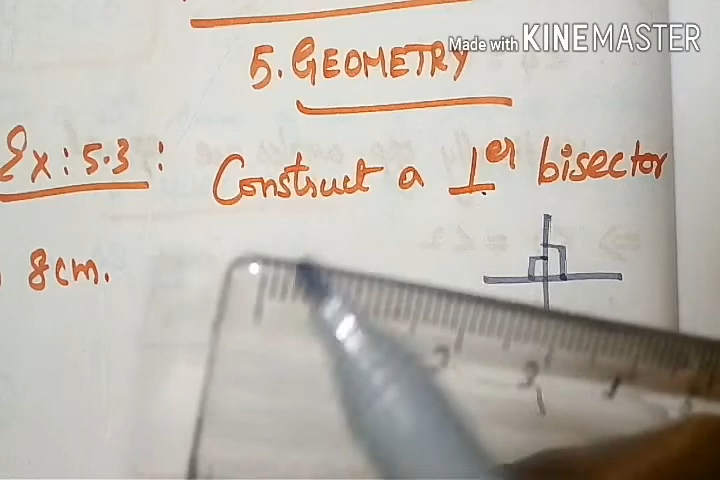 Made with KINEMASTER
5. GEOMETRY
Ex: 5.3: Construct a ⊥er bisector
8cm.